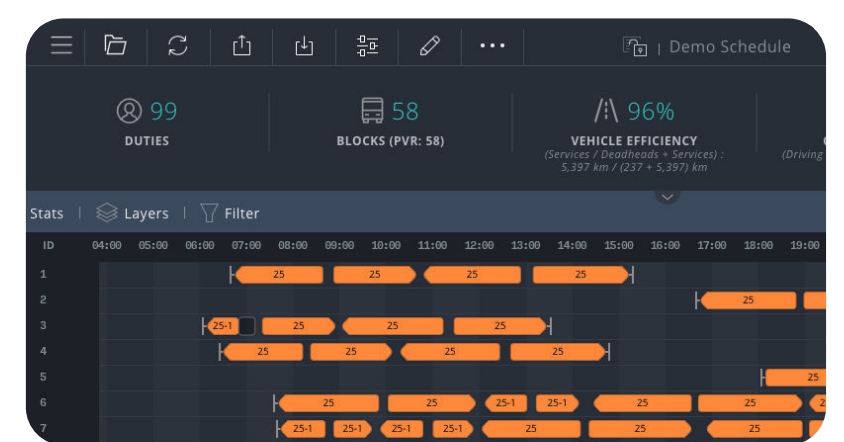 | Demo Schedule
99
DUTIES
58
BLOCKS (PVR: 58)
96%
VEHICLE EFFICIENCY
(Services / Deadheads + Services) :
5,397 km / (237 + 5,397) km
(Driving
Stats | Layers | Filter
ID 04:00 05:00 06:00 07:00 08:00 09:00 10:00 11:00 12:00 13:00 14:00 15:00 16:00 17:00 18:00 19:00
1 25 25 25 25
2 25
3 25-1 25 25 25
4 25 25 25 25
5 25
6 25 25 25-1 25-1 25 25
7 25-1 25-1 25-1 25-1 25 25 25